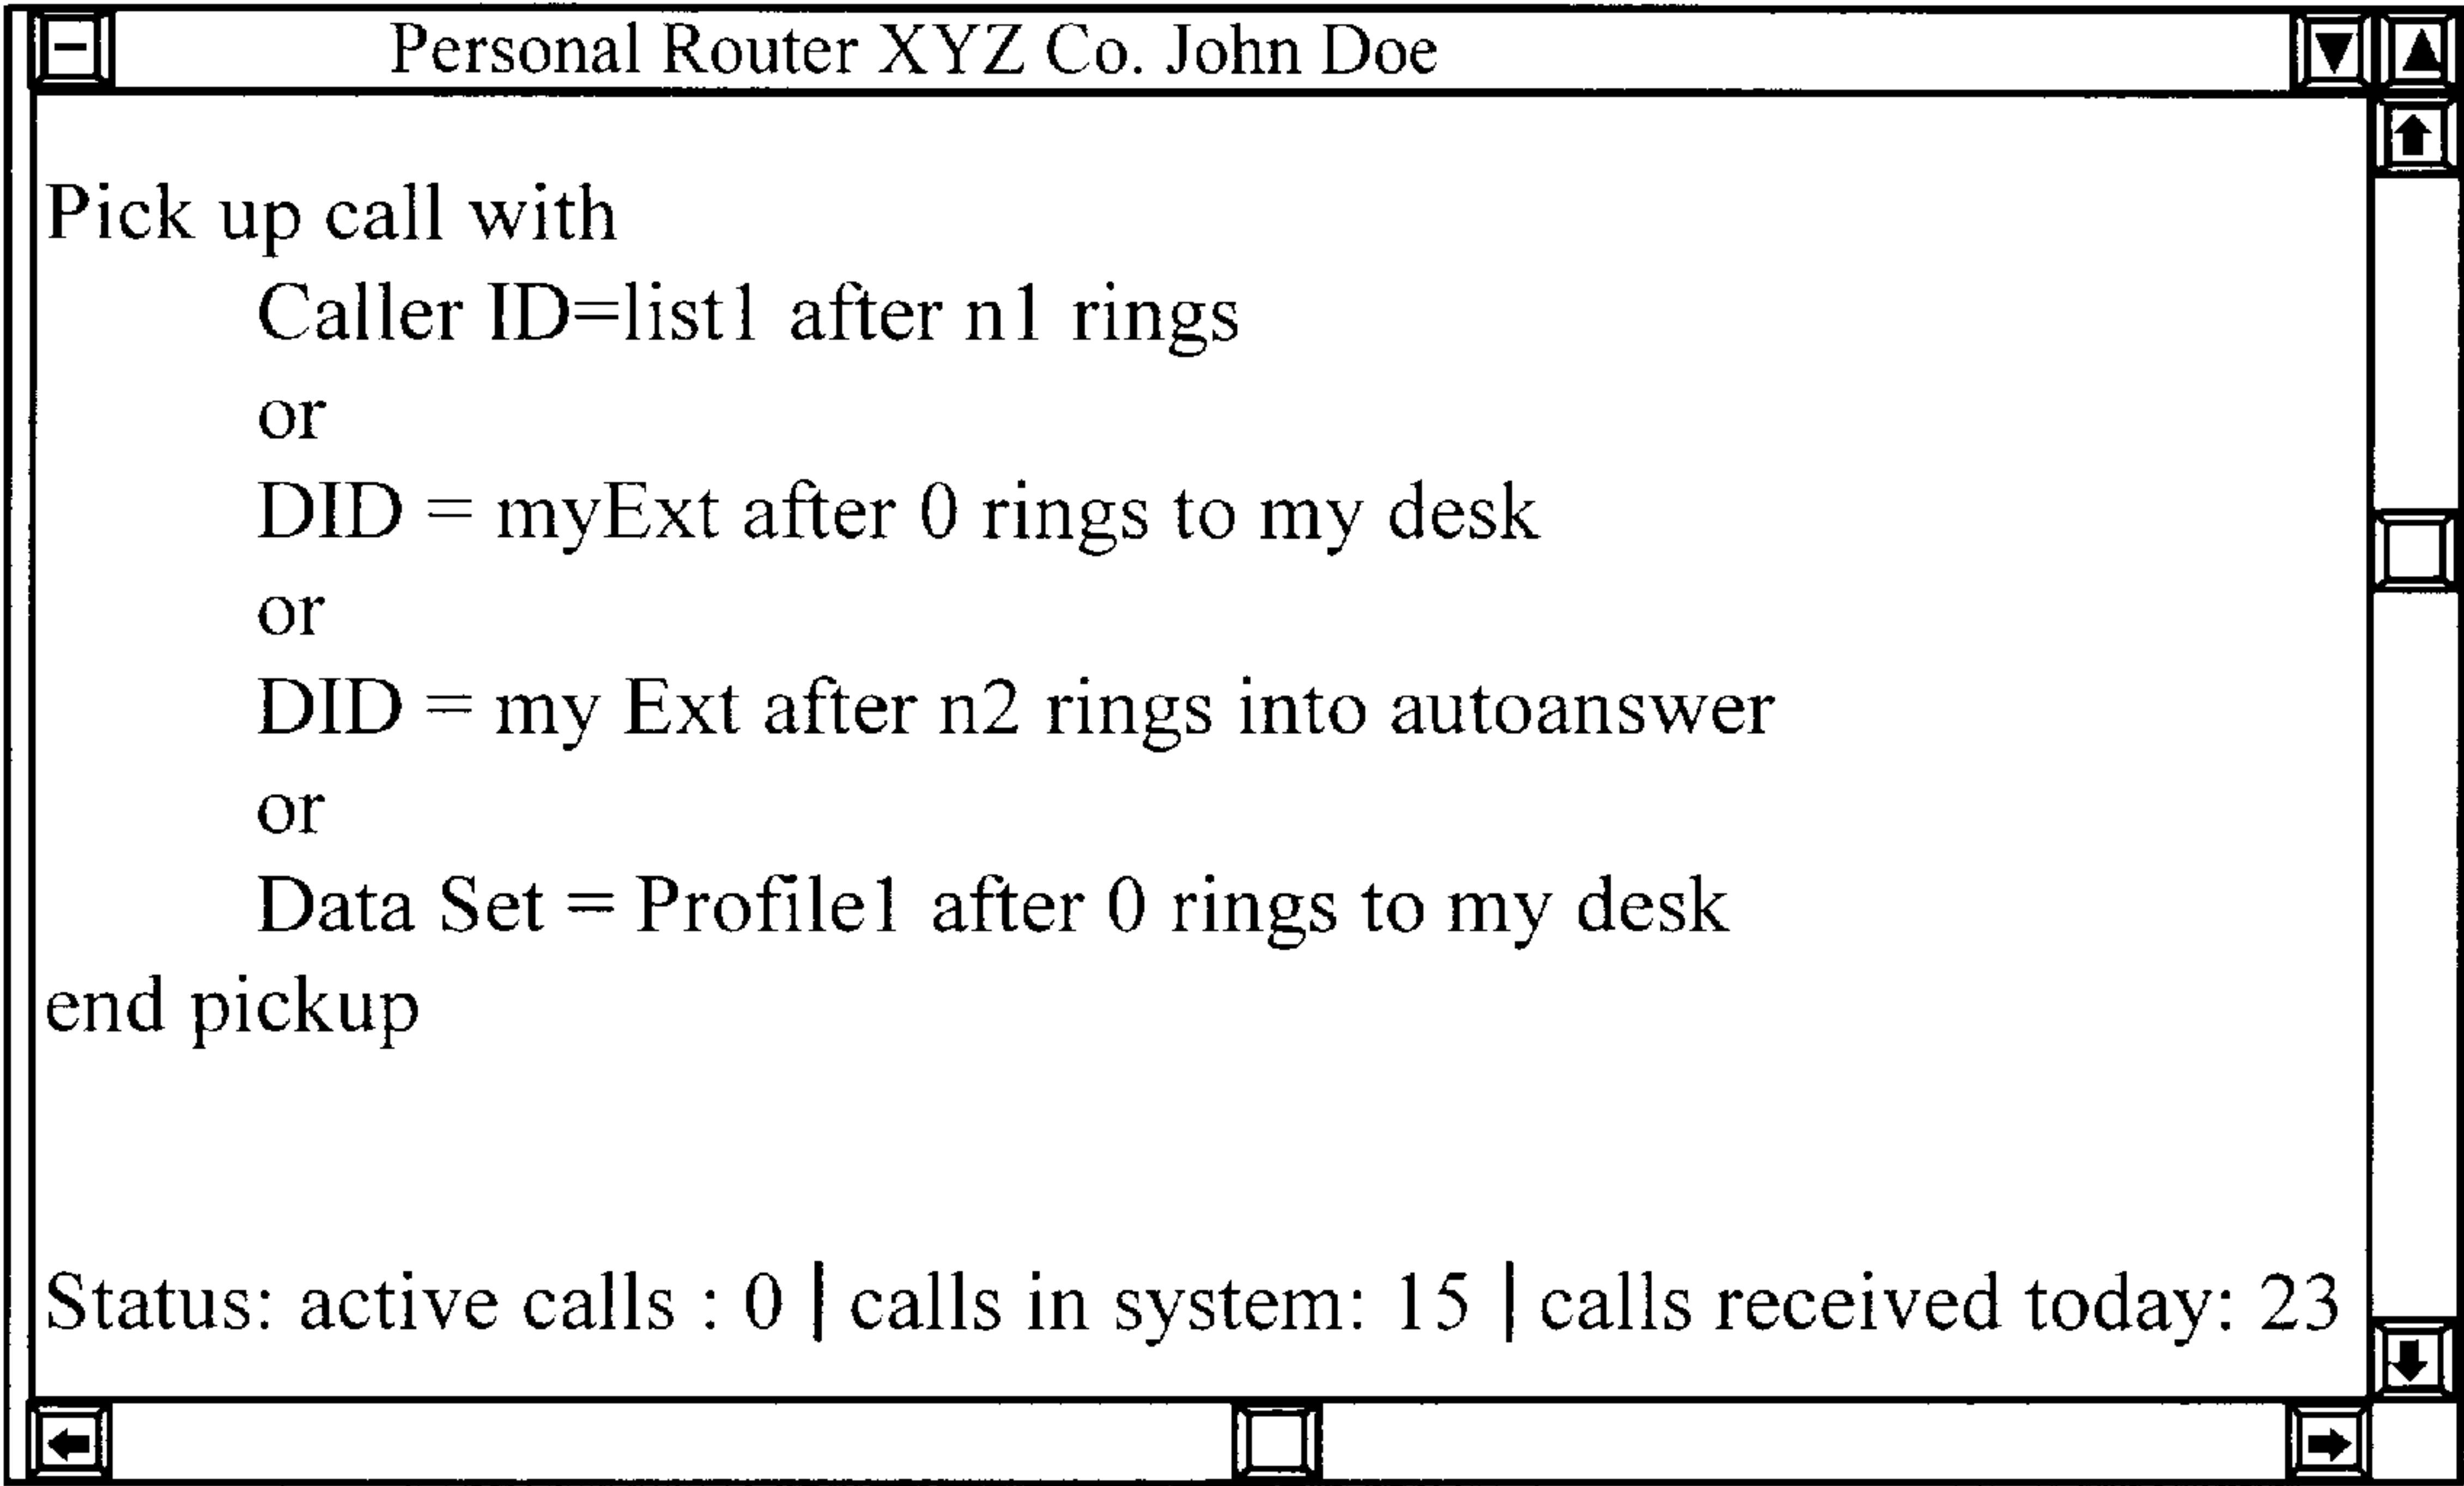 Personal Router XYZ Co. John Doe
Pick up call with
Caller ID=list1 after n1 rings
or
DID = myExt after 0 rings to my desk
or
DID = my Ext after n2 rings into autoanswer
or
Data Set = Profile1 after 0 rings to my desk
end pickup
Status: active calls : 0 | calls in system: 15 | calls received today: 23